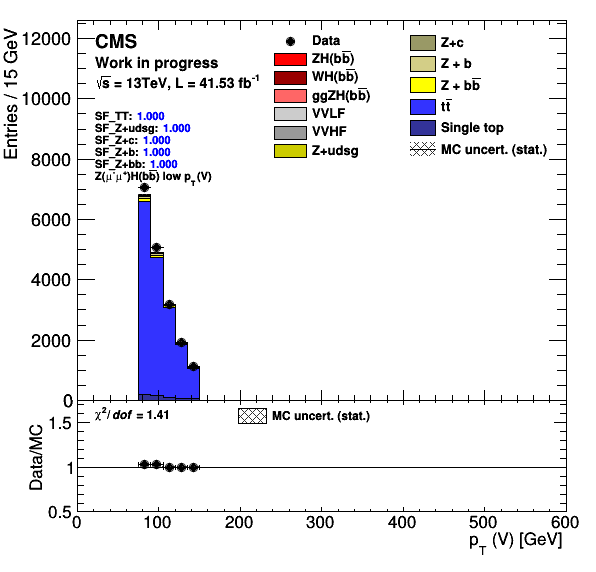 Entries / 15 GeV
12000
10000
8000
6000
4000
2000
0
CMS
Work in progress
√s = 13TeV, L = 41.53 fb⁻¹
SF_TT: 1.000
SF_Z+udsg: 1.000
SF_Z+c: 1.000
SF_Z+b: 1.000
SF_Z+bb: 1.000
Z(μ⁻μ⁺)H(bb̅) low p_T(V)
Data
ZH(bb̅)
WH(bb̅)
ggZH(bb̅)
VVLF
VVHF
Z+udsg
Z+c
Z + b
Z + bb̅
tt̅
Single top
MC uncert. (stat.)
Data/MC
1.5
1
0.5
χ²/dof = 1.41
MC uncert. (stat.)
0 100 200 300 400 500 600
p_T (V) [GeV]